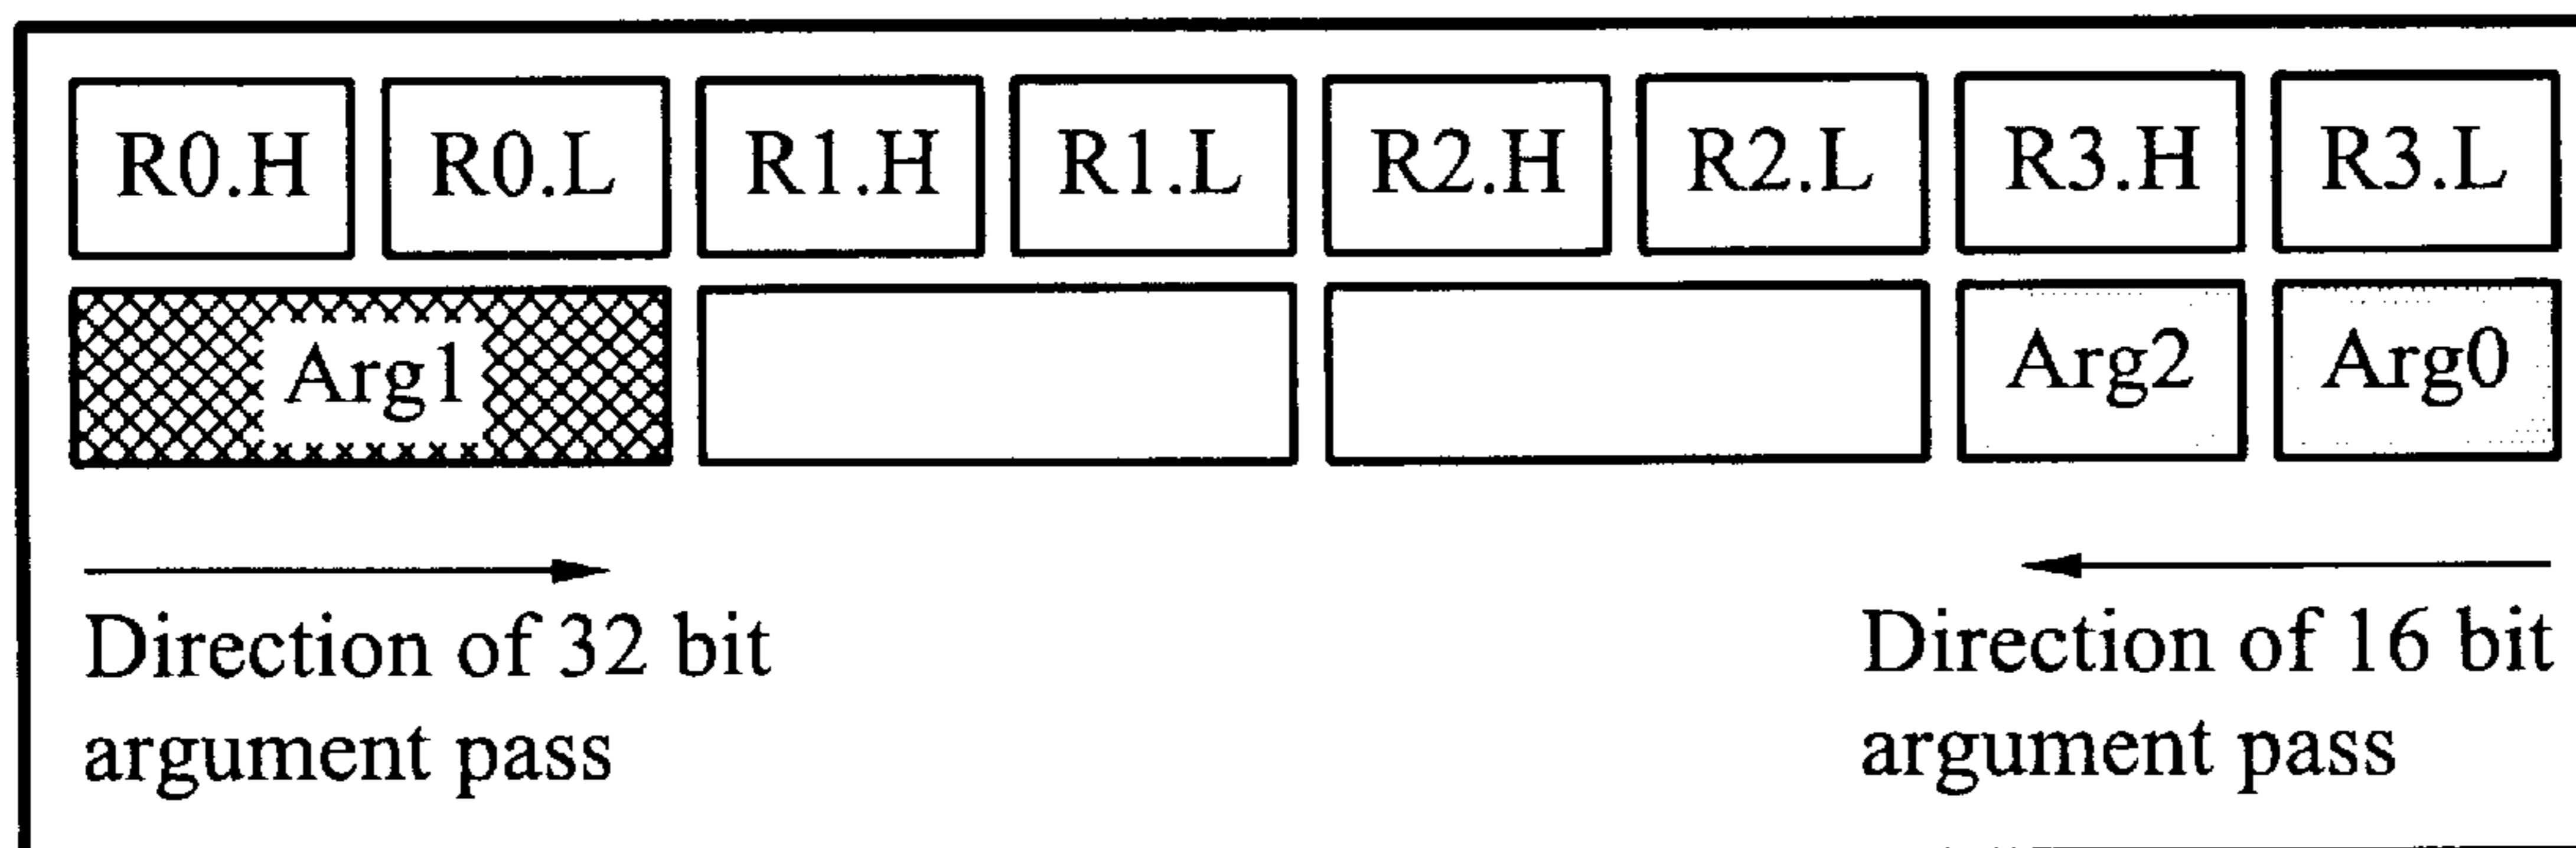 R0.H R0.L R1.H R1.L R2.H R2.L R3.H R3.L
Arg1 Arg2 Arg0
Direction of 32 bit
argument pass
Direction of 16 bit
argument pass